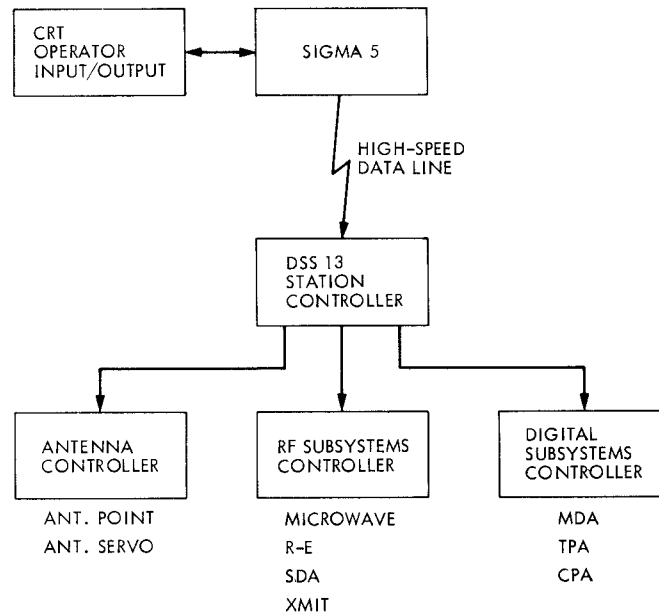 CRT
OPERATOR
INPUT/OUTPUT
SIGMA 5
HIGH-SPEED
DATA LINE
DSS 13
STATION
CONTROLLER
ANTENNA
CONTROLLER
RF SUBSYSTEMS
CONTROLLER
DIGITAL
SUBSYSTEMS
CONTROLLER
ANT. POINT
ANT. SERVO
MICROWAVE
R-E
SDA
XMIT
MDA
TPA
CPA